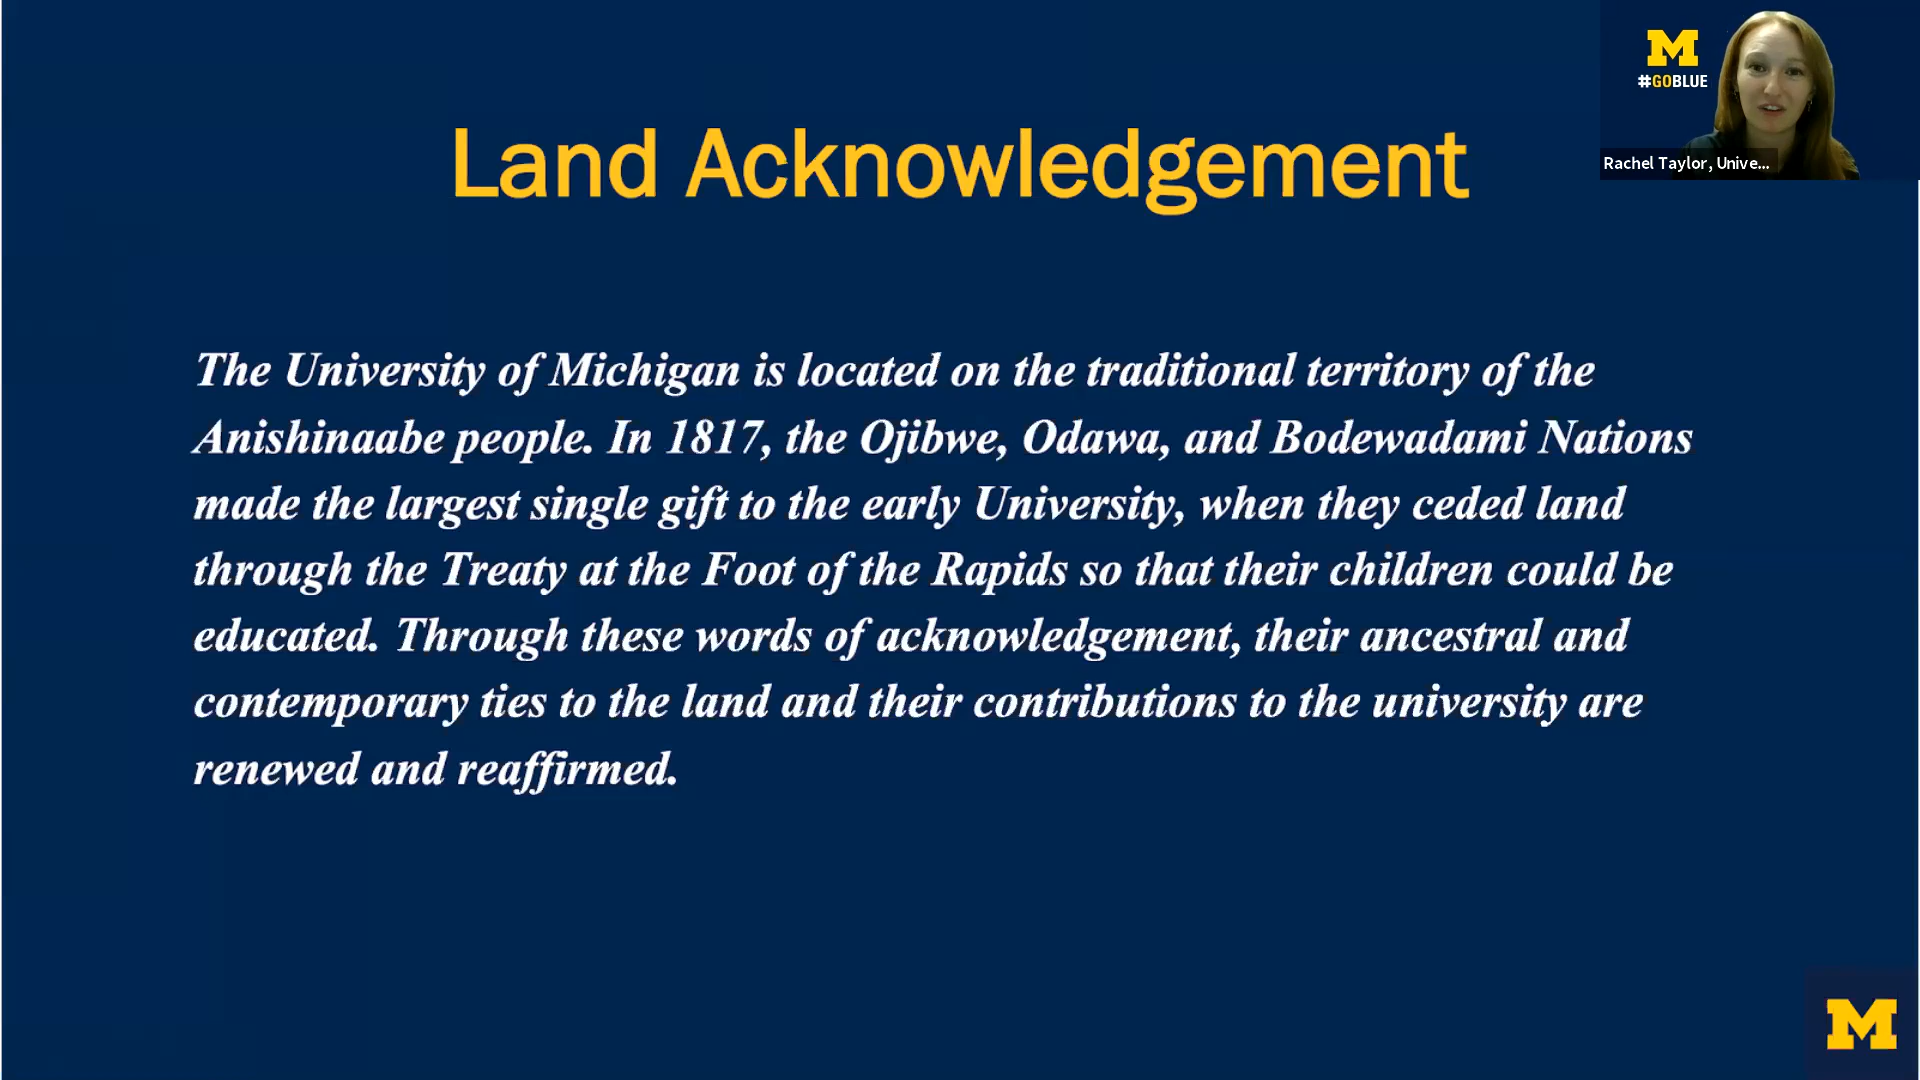 M
#GOBLUE
Rachel Taylor, Unive...
Land Acknowledgement
The University of Michigan is located on the traditional territory of the
Anishinaabe people. In 1817, the Ojibwe, Odawa, and Bodewadami Nations
made the largest single gift to the early University, when they ceded land
through the Treaty at the Foot of the Rapids so that their children could be
educated. Through these words of acknowledgement, their ancestral and
contemporary ties to the land and their contributions to the university are
renewed and reaffirmed.
M